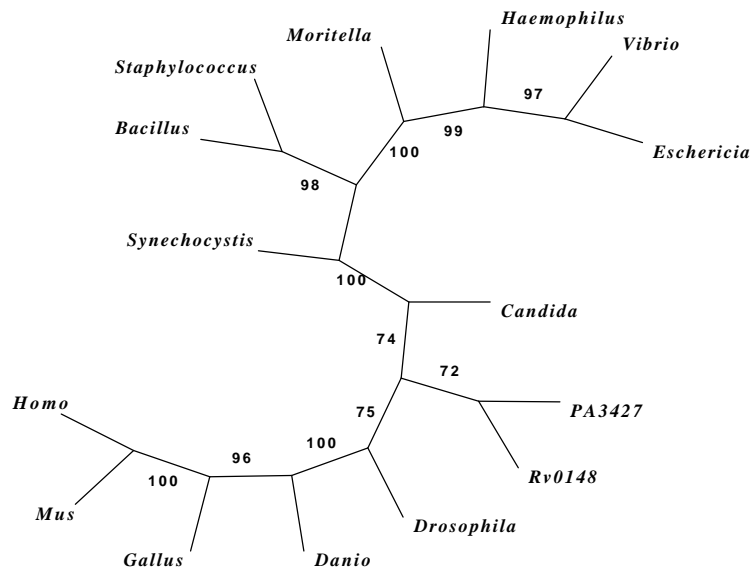 Haemophilus
Moritella
Vibrio
Staphylococcus
97
Bacillus
99
Eschericia
100
98
Synechocystis
100
Candida
74
72
Homo
75
PA3427
100
96
100
Rv0148
Mus
Drosophila
Gallus
Danio